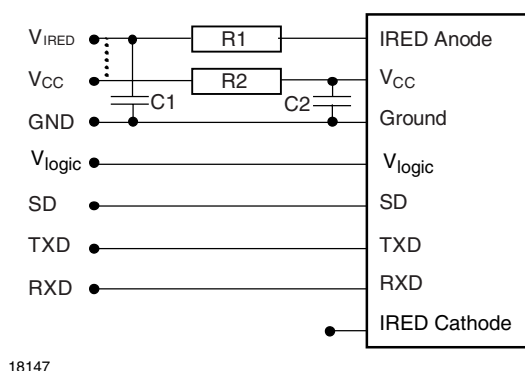 VIRED R1 IRED Anode
VCC R2 VCC
C1 C2
GND Ground
Vlogic Vlogic
SD SD
TXD TXD
RXD RXD
IRED Cathode
18147